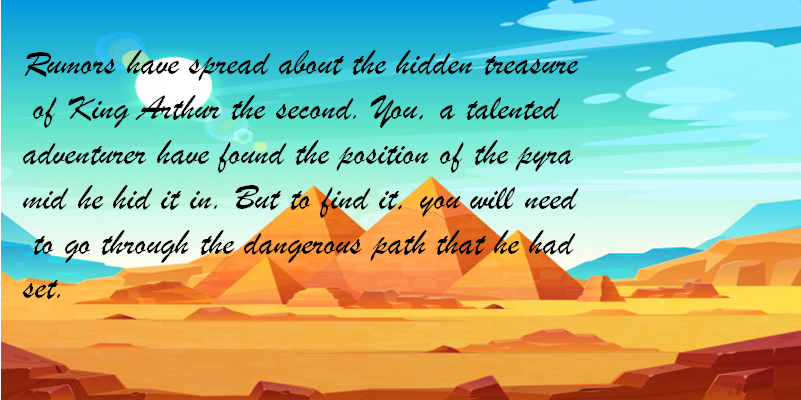 Rumors have spread about the hidden treasure
of King Arthur the second. You, a talented
adventurer have found the position of the pyra
mid he hid it in. But to find it, you will need
to go through the dangerous path that he had
set.